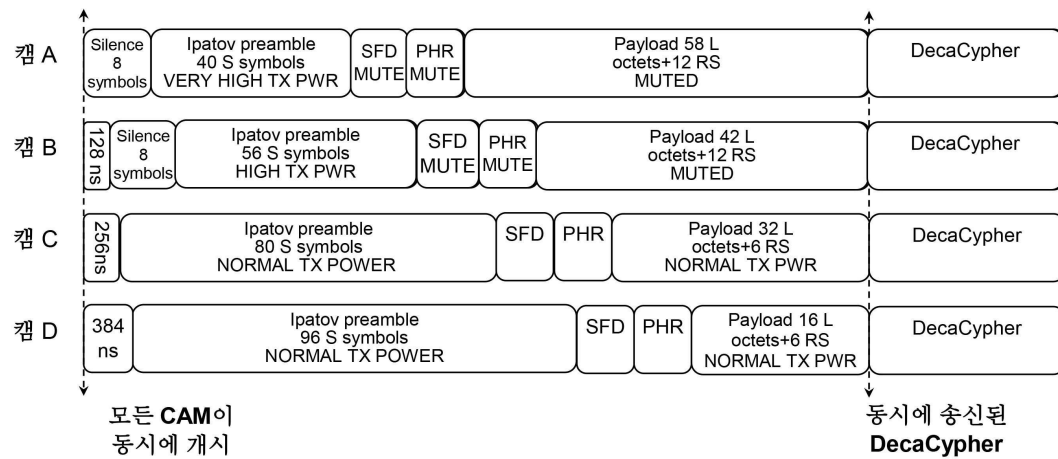 캠 A
Silence
8
symbols
Ipatov preamble
40 S symbols
VERY HIGH TX PWR
SFD
MUTE
PHR
MUTE
Payload 58 L
octets+12 RS
MUTED
DecaCypher
캠 B
128 ns
Silence
8
symbols
Ipatov preamble
56 S symbols
HIGH TX PWR
SFD
MUTE
PHR
MUTE
Payload 42 L
octets+12 RS
MUTED
DecaCypher
캠 C
256ns
Ipatov preamble
80 S symbols
NORMAL TX POWER
SFD
PHR
Payload 32 L
octets+6 RS
NORMAL TX PWR
DecaCypher
캠 D
384
ns
Ipatov preamble
96 S symbols
NORMAL TX POWER
SFD
PHR
Payload 16 L
octets+6 RS
NORMAL TX PWR
DecaCypher
모든 CAM이
동시에 개시
동시에 송신된
DecaCypher